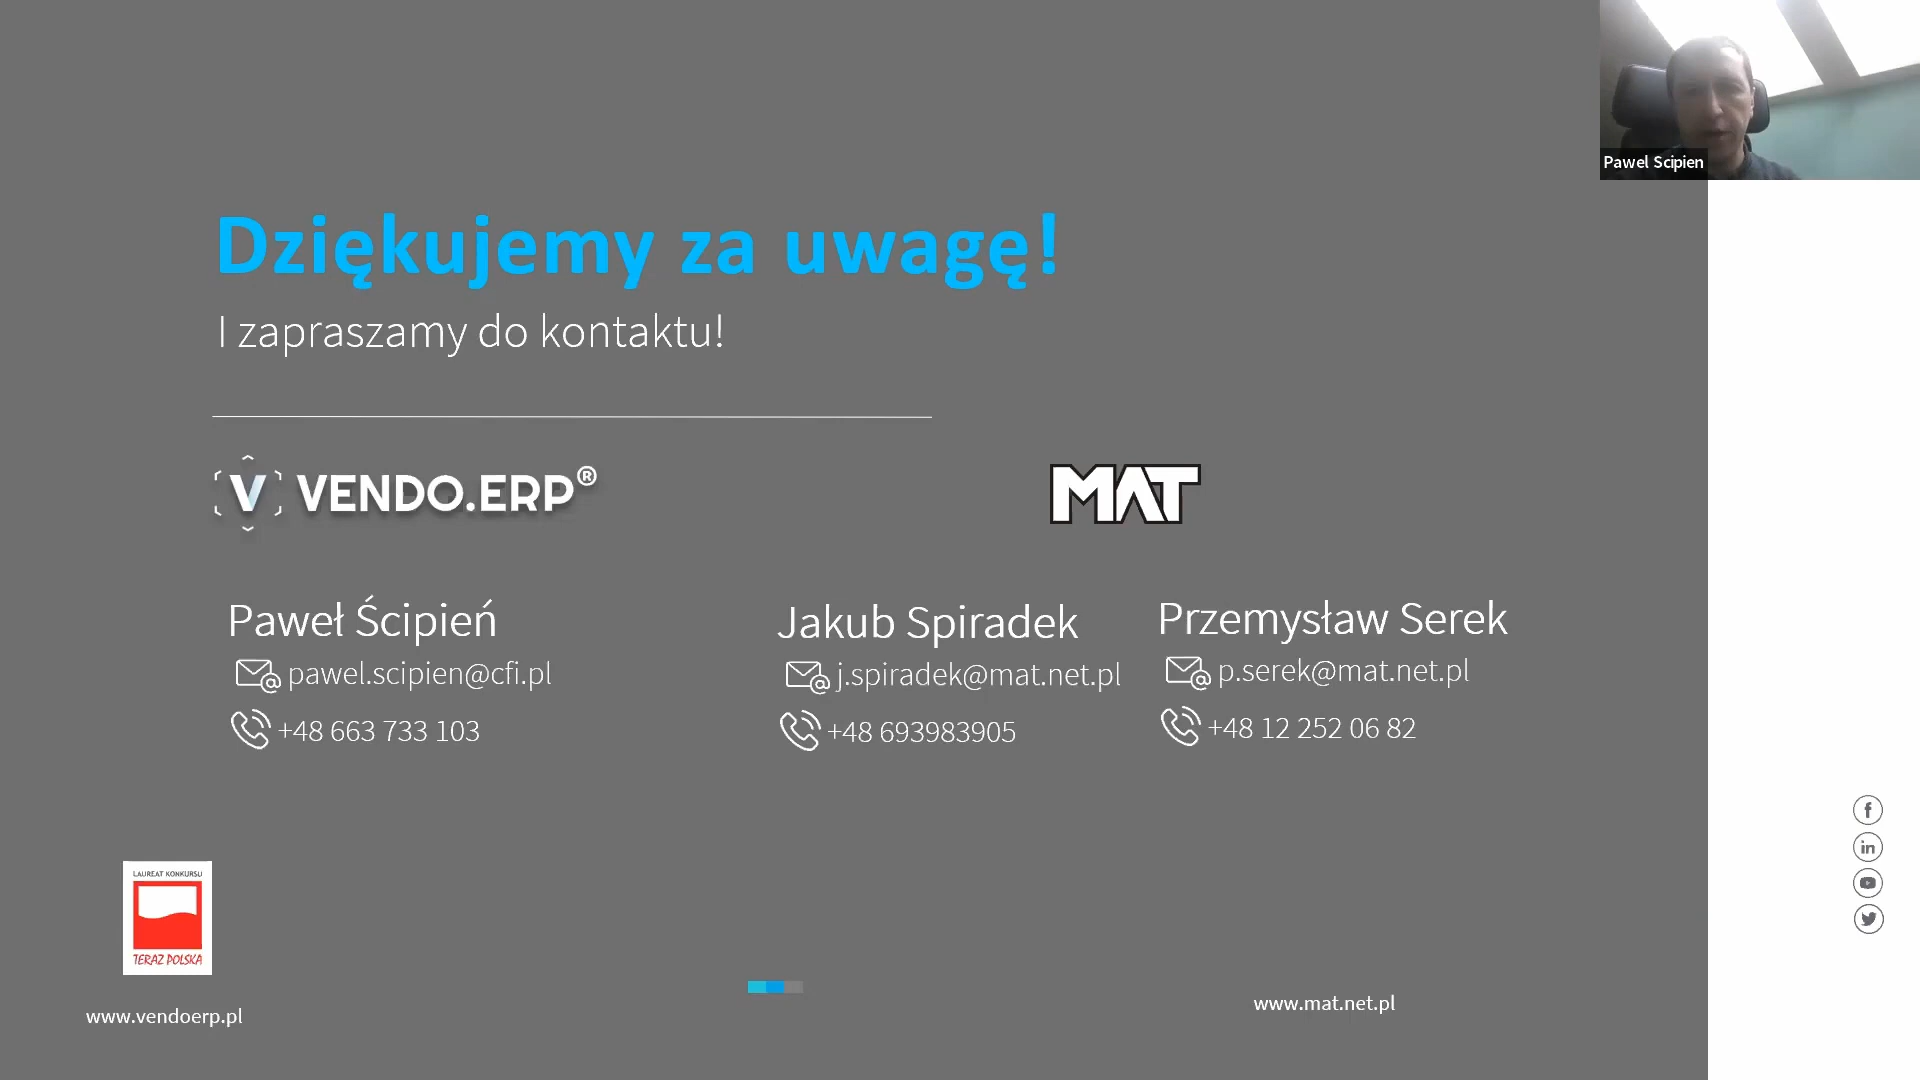 Pawel Scipien
Dziękujemy za uwagę!
I zapraszamy do kontaktu!
V VENDO.ERP®
MAT
Paweł Ścipień
pawel.scipien@cfi.pl
+48 663 733 103
Jakub Spiradek
j.spiradek@mat.net.pl
+48 693983905
Przemysław Serek
p.serek@mat.net.pl
+48 12 252 06 82
LAUREAT KONKURSU
TERAZ POLSKA
www.vendoerp.pl
www.mat.net.pl
f
in